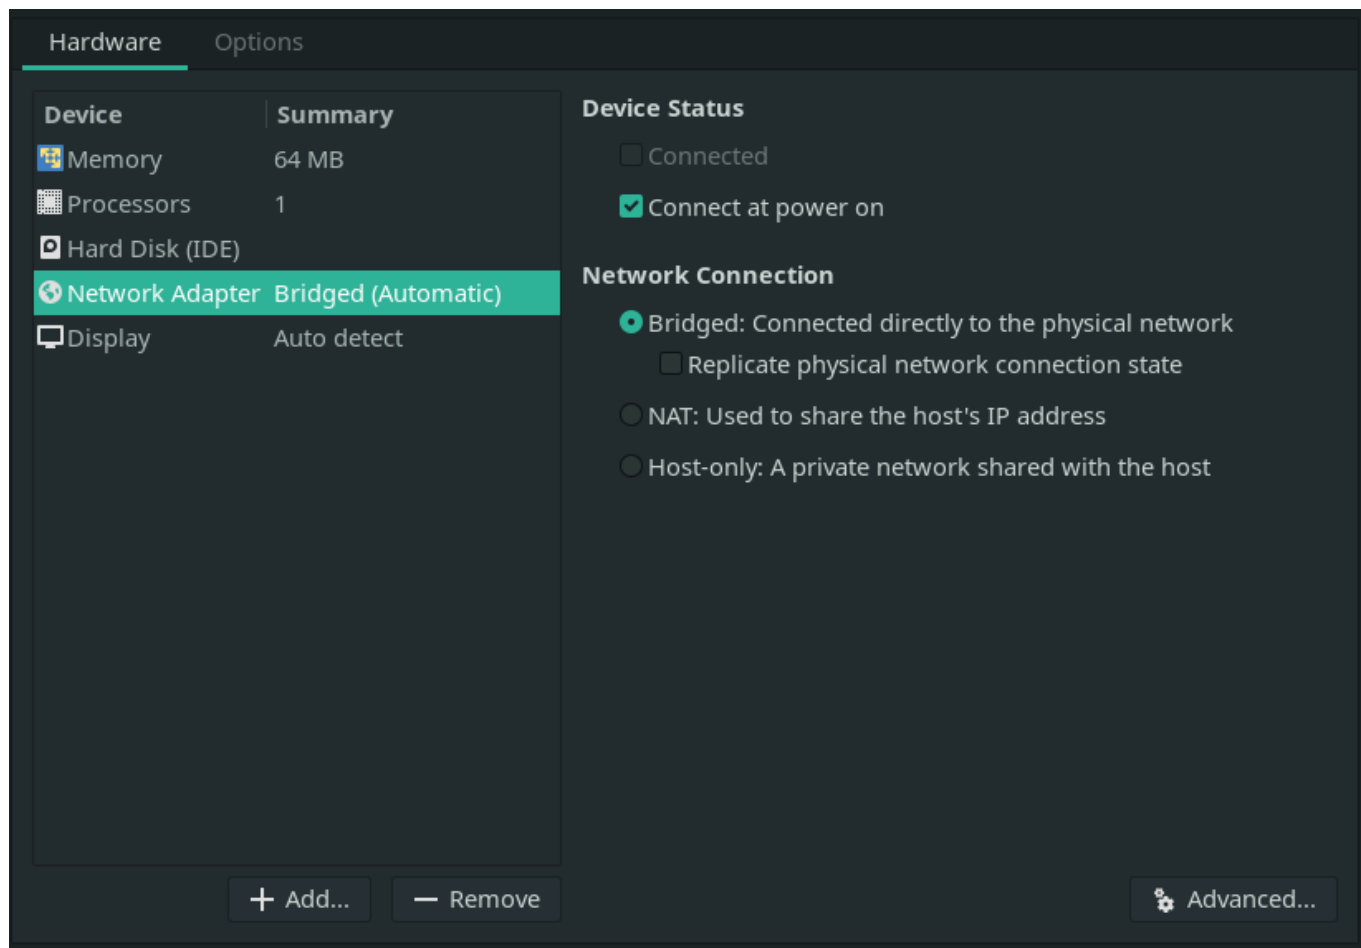 Hardware Options
Device Summary
Memory 64 MB
Processors 1
Hard Disk (IDE)
Network Adapter Bridged (Automatic)
Display Auto detect
Add... Remove
Device Status
Connected
Connect at power on
Network Connection
Bridged: Connected directly to the physical network
Replicate physical network connection state
NAT: Used to share the host's IP address
Host-only: A private network shared with the host
Advanced...